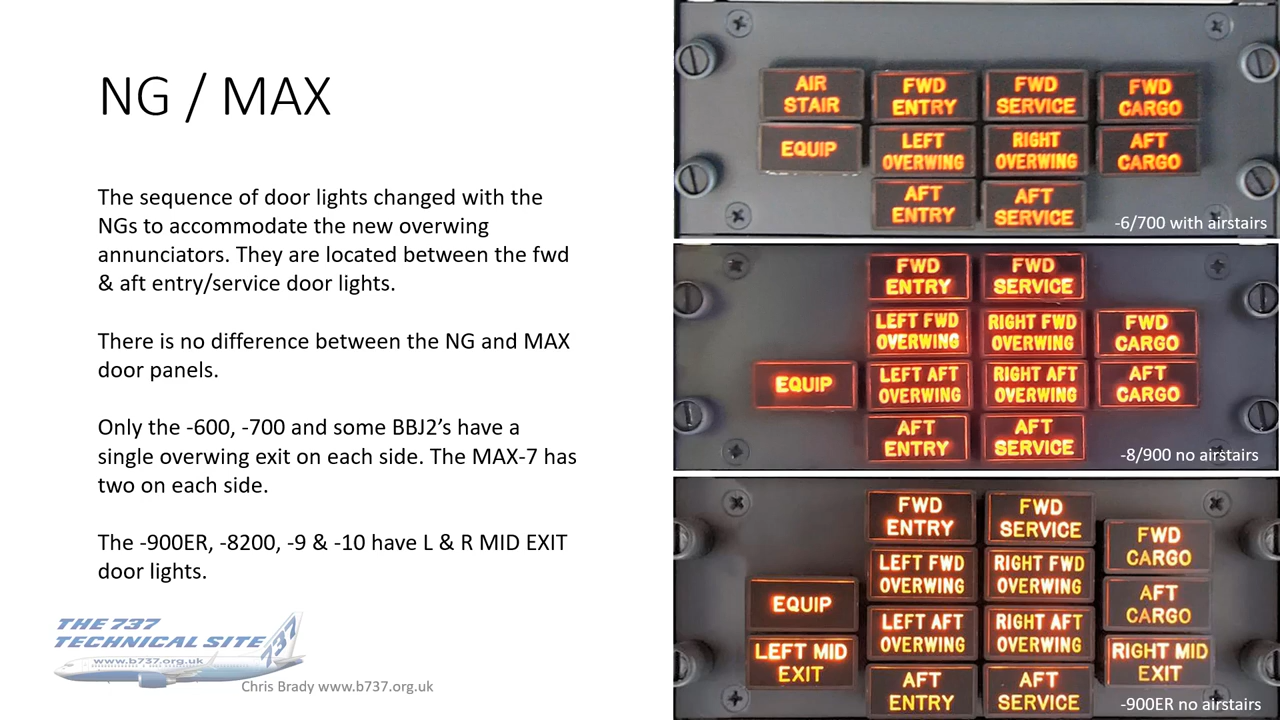 NG / MAX
The sequence of door lights changed with the
NGs to accommodate the new overwing
annunciators. They are located between the fwd
& aft entry/service door lights.
There is no difference between the NG and MAX
door panels.
Only the -600, -700 and some BBJ2’s have a
single overwing exit on each side. The MAX-7 has
two on each side.
The -900ER, -8200, -9 & -10 have L & R MID EXIT
door lights.
THE 737
TECHNICAL SITE
737
www.b737.org.uk
Chris Brady www.b737.org.uk
AIR STAIR
FWD ENTRY
FWD SERVICE
FWD CARGO
EQUIP
LEFT OVERWING
RIGHT OVERWING
AFT CARGO
AFT ENTRY
AFT SERVICE
-6/700 with airstairs
FWD ENTRY
FWD SERVICE
LEFT FWD OVERWING
RIGHT FWD OVERWING
FWD CARGO
EQUIP
LEFT AFT OVERWING
RIGHT AFT OVERWING
AFT CARGO
AFT ENTRY
AFT SERVICE
-8/900 no airstairs
FWD ENTRY
FWD SERVICE
FWD CARGO
LEFT FWD OVERWING
RIGHT FWD OVERWING
EQUIP
AFT CARGO
LEFT AFT OVERWING
RIGHT AFT OVERWING
LEFT MID EXIT
RIGHT MID EXIT
AFT ENTRY
AFT SERVICE
-900ER no airstairs